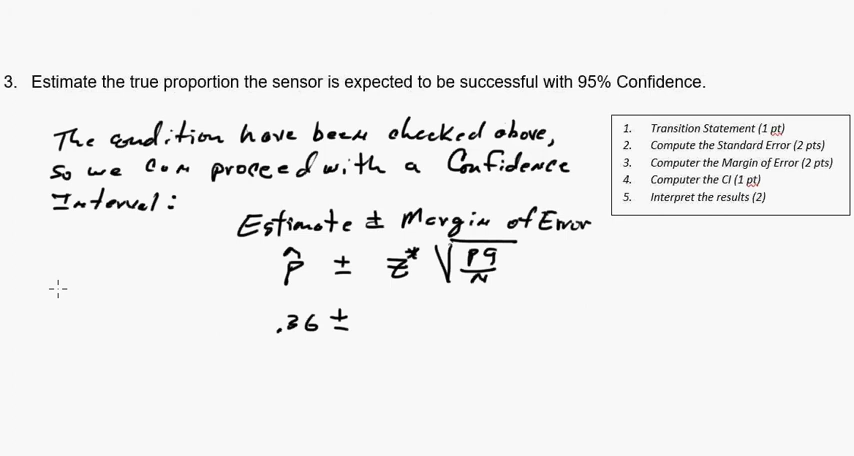 3. Estimate the true proportion the sensor is expected to be successful with 95% Confidence.
The condition have been checked above,
so we can proceed with a Confidence
Interval:
1. Transition Statement (1 pt)
2. Compute the Standard Error (2 pts)
3. Computer the Margin of Error (2 pts)
4. Computer the CI (1 pt)
5. Interpret the results (2)
Estimate ± Margin of Error
p̂ ± z* √(pq/n)
.36 ±